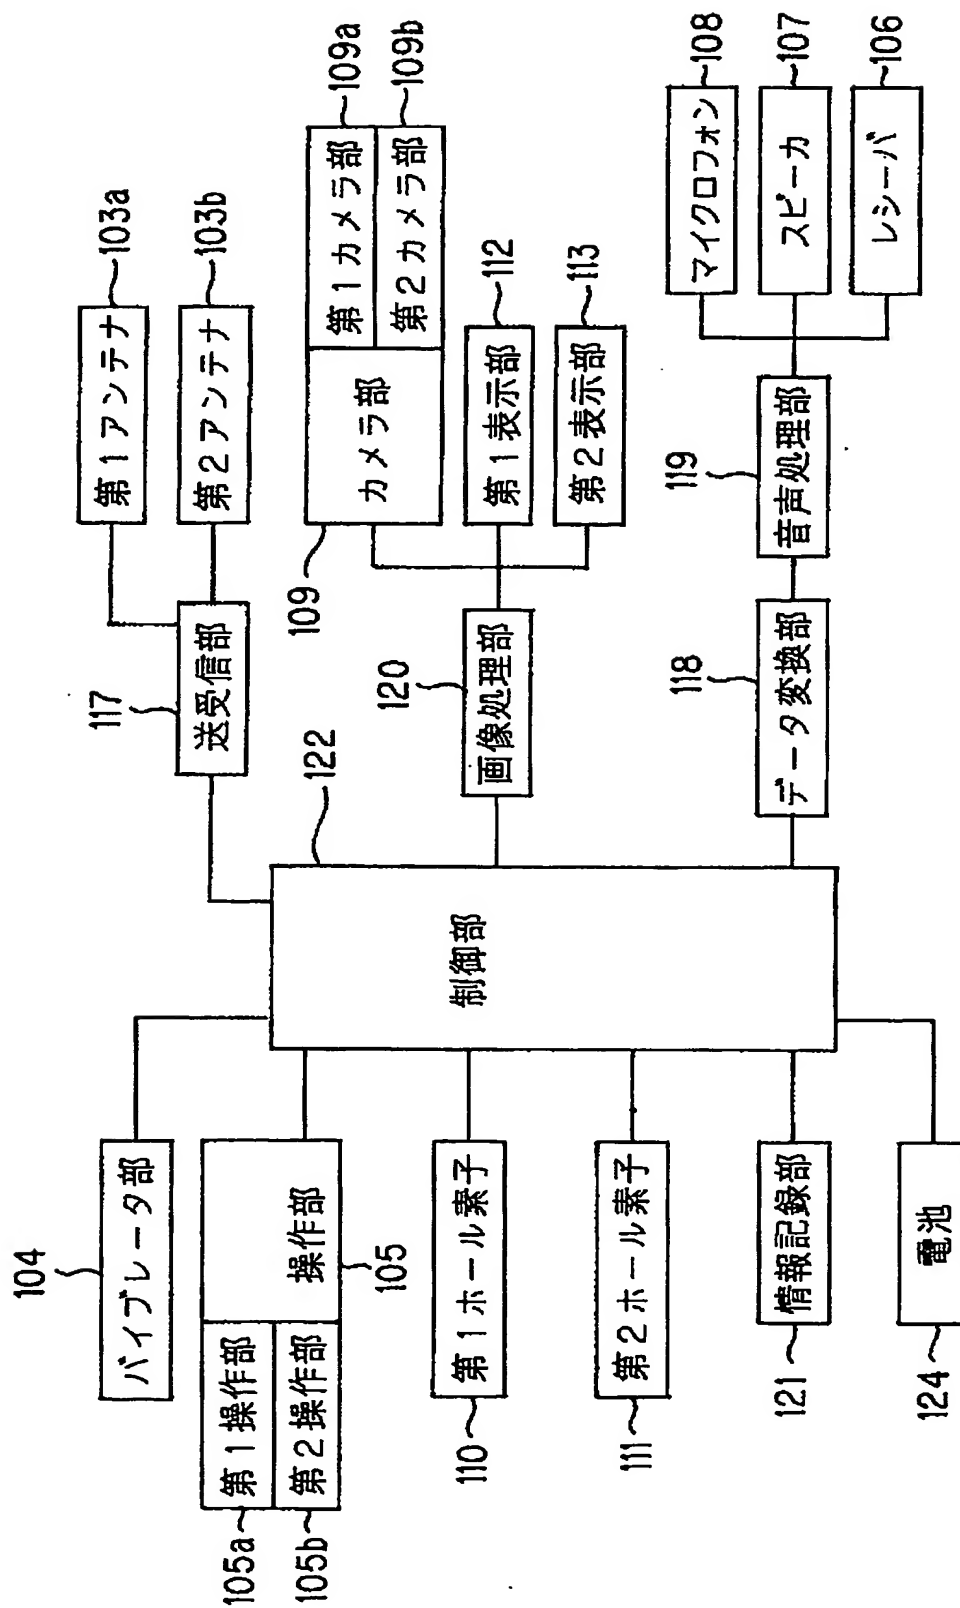 104
バイブレータ部
105a
第1操作部
105b
第2操作部
操作部
105
110
第1ホール素子
111
第2ホール素子
121
情報記録部
124
電池
制御部
122
117
送受信部
第1アンテナ
103a
第2アンテナ
103b
120
画像処理部
109
カメラ部
第1カメラ部
109a
第2カメラ部
109b
第1表示部
112
第2表示部
113
118
データ変換部
119
音声処理部
マイクロフォン
108
スピーカ
107
レシーバ
106